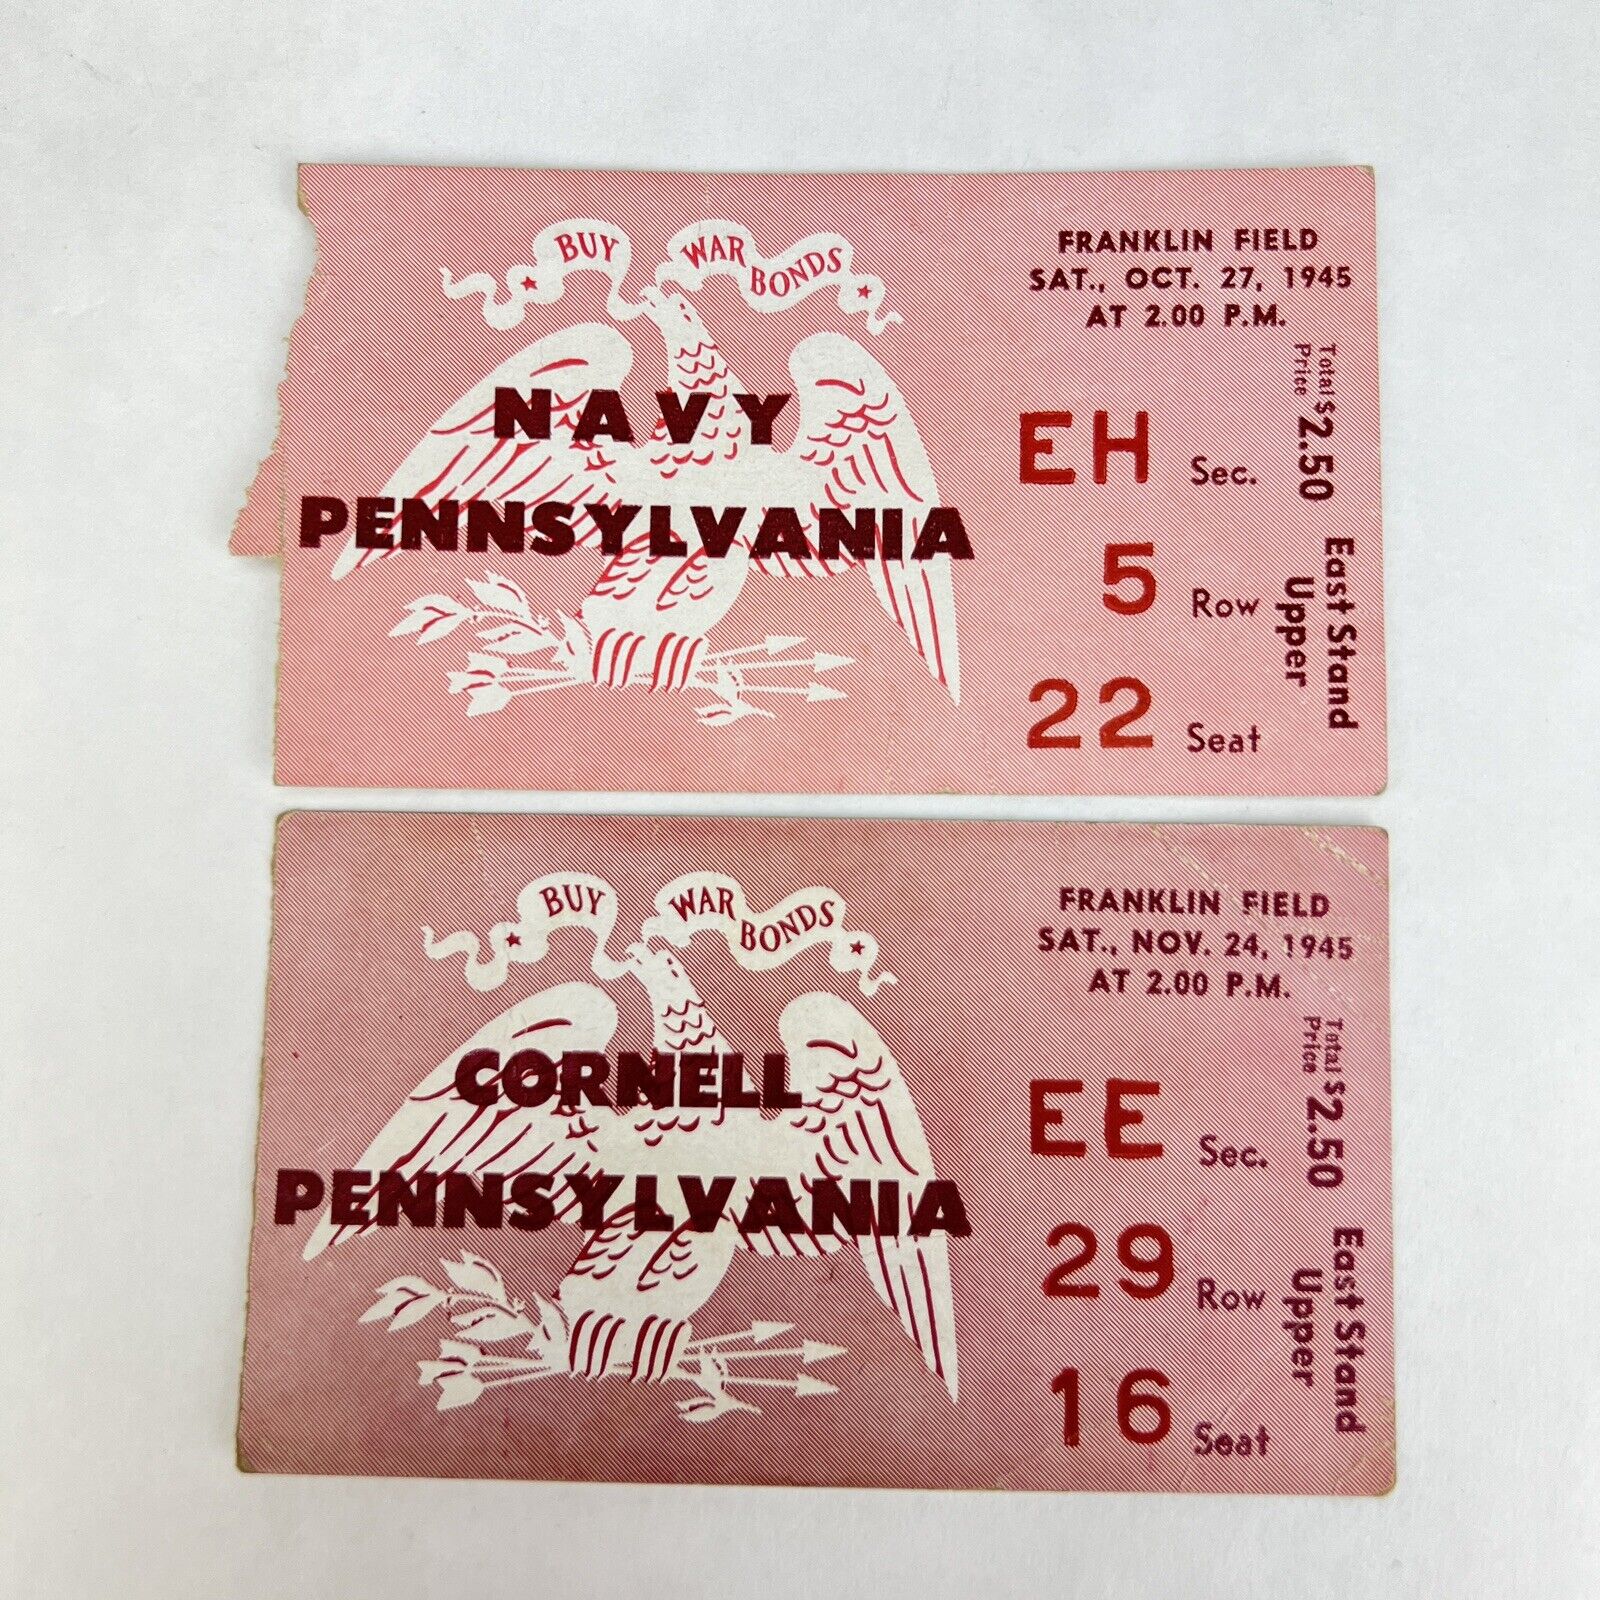 BUY WAR BONDS
NAVY
PENNSYLVANIA
FRANKLIN FIELD
SAT., OCT. 27, 1945
AT 2.00 P.M.
EH Sec.
5 Row
22 Seat
Total Price $2.50
East Stand
Upper
BUY WAR BONDS
CORNELL
PENNSYLVANIA
FRANKLIN FIELD
SAT., NOV. 24, 1945
AT 2.00 P.M.
EE Sec.
29 Row
16 Seat
Total Price $2.50
East Stand
Upper